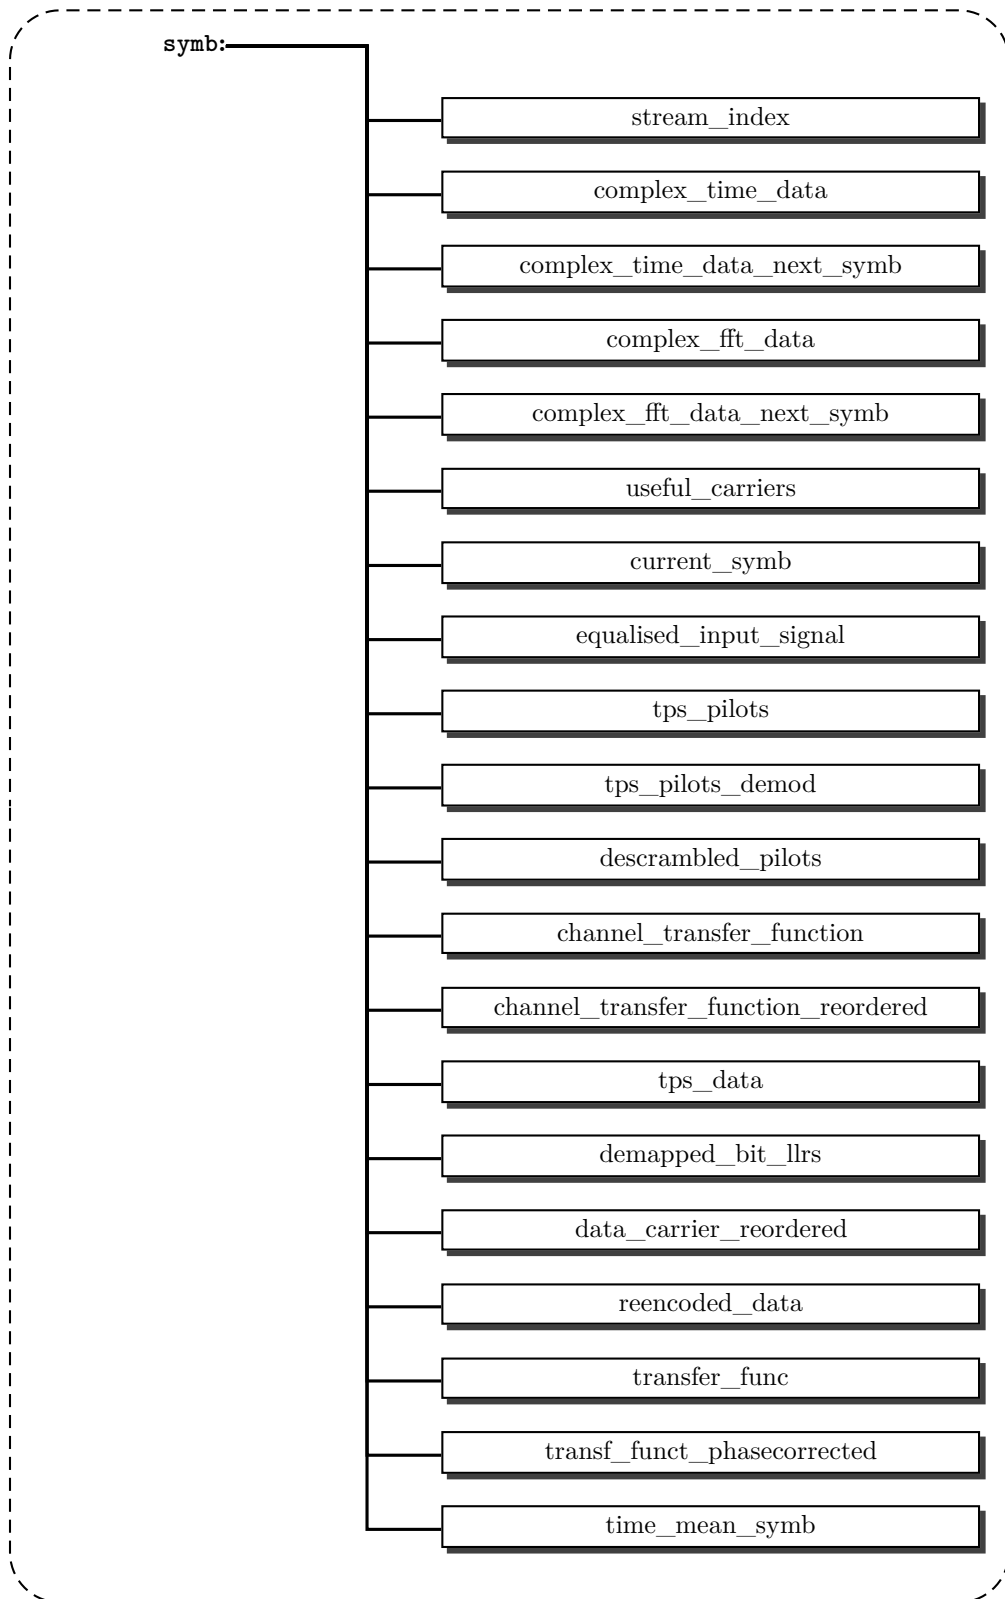 symb:
stream_index
complex_time_data
complex_time_data_next_symb
complex_fft_data
complex_fft_data_next_symb
useful_carriers
current_symb
equalised_input_signal
tps_pilots
tps_pilots_demod
descrambled_pilots
channel_transfer_function
channel_transfer_function_reordered
tps_data
demapped_bit_llrs
data_carrier_reordered
reencoded_data
transfer_func
transf_funct_phasecorrected
time_mean_symb